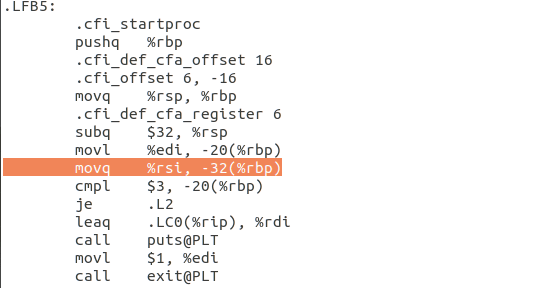 .LFB5:
.cfi_startproc
pushq %rbp
.cfi_def_cfa_offset 16
.cfi_offset 6, -16
movq %rsp, %rbp
.cfi_def_cfa_register 6
subq $32, %rsp
movl %edi, -20(%rbp)
movq %rsi, -32(%rbp)
cmpl $3, -20(%rbp)
je .L2
leaq .LC0(%rip), %rdi
call puts@PLT
movl $1, %edi
call exit@PLT